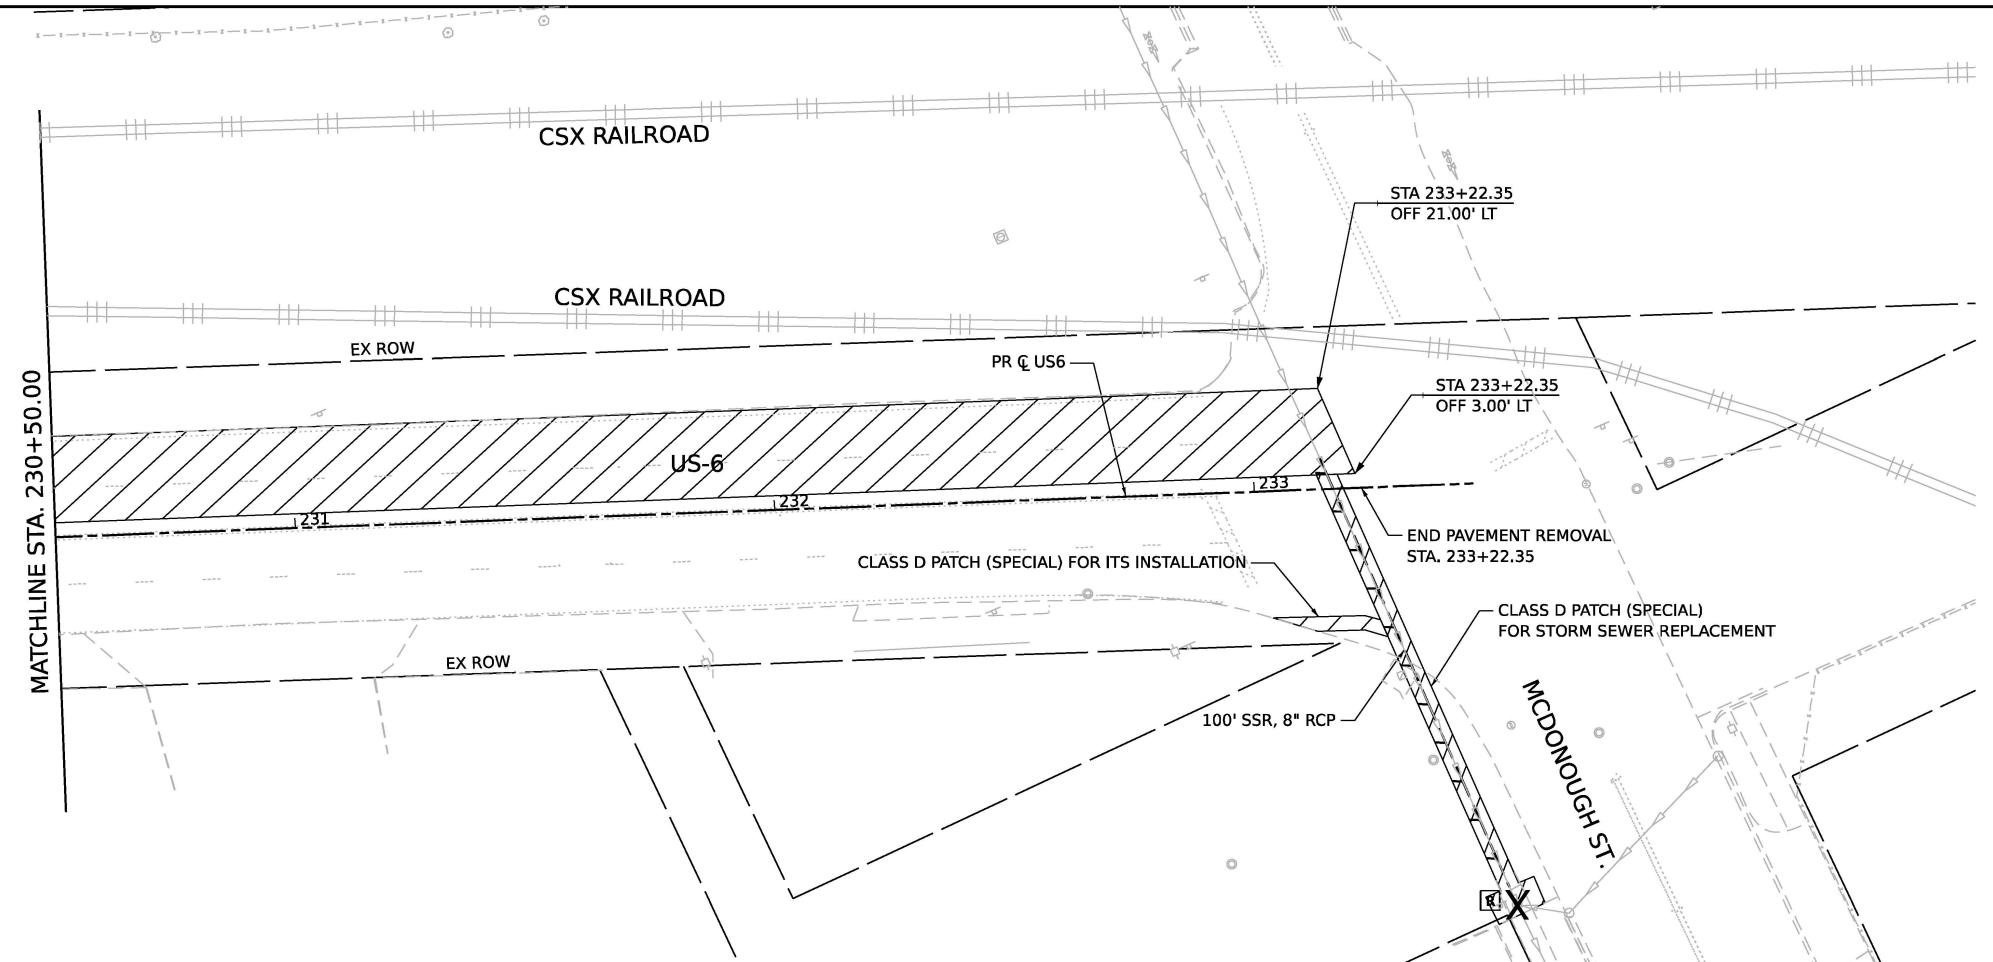 CSX RAILROAD
STA 233+22.35
OFF 21.00' LT
CSX RAILROAD
EX ROW
PR ℄ US6
STA 233+22.35
OFF 3.00' LT
MATCHLINE STA. 230+50.00
US-6
231
232
233
END PAVEMENT REMOVAL
STA. 233+22.35
CLASS D PATCH (SPECIAL) FOR ITS INSTALLATION
CLASS D PATCH (SPECIAL)
FOR STORM SEWER REPLACEMENT
EX ROW
100' SSR, 8" RCP
MCDONOUGH ST.
R
X